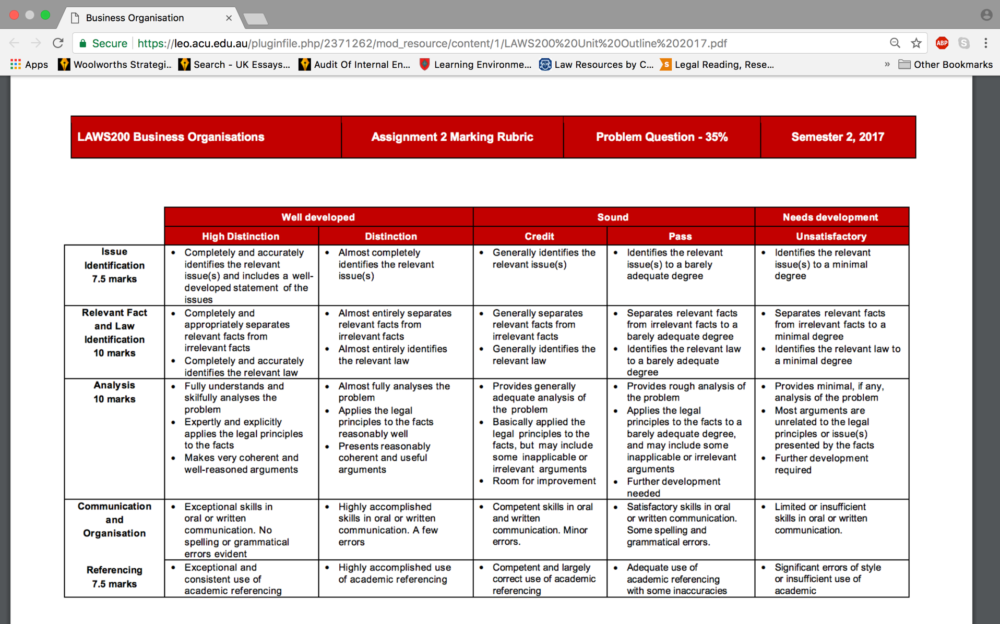 Business Organisation
Secure https://leo.acu.edu.au/pluginfile.php/2371262/mod_resource/content/1/LAWS200%20Unit%20Outline%202017.pdf
ABP
S
Apps Woolworths Strategi... Search - UK Essays... Audit Of Internal En... Learning Environme... Law Resources by C... S Legal Reading, Rese... » Other Bookmarks
LAWS200 Business Organisations
Assignment 2 Marking Rubric
Problem Question - 35%
Semester 2, 2017
Well developed
Sound
Needs development
High Distinction
Distinction
Credit
Pass
Unsatisfactory
Issue
Identification
7.5 marks
• Completely and accurately
identifies the relevant
issue(s) and includes a well-
developed statement of the
issues
• Almost completely
identifies the relevant
issue(s)
• Generally identifies the
relevant issue(s)
• Identifies the relevant
issue(s) to a barely
adequate degree
• Identifies the relevant
issue(s) to a minimal
degree
Relevant Fact
and Law
Identification
10 marks
• Completely and
appropriately separates
relevant facts from
irrelevant facts
• Completely and accurately
identifies the relevant law
• Almost entirely separates
relevant facts from
irrelevant facts
• Almost entirely identifies
the relevant law
• Generally separates
relevant facts from
irrelevant facts
• Generally identifies the
relevant law
• Separates relevant facts
from irrelevant facts to a
barely adequate degree
• Identifies the relevant law
to a barely adequate
degree
• Separates relevant facts
from irrelevant facts to a
minimal degree
• Identifies the relevant law to
a minimal degree
Analysis
10 marks
• Fully understands and
skilfully analyses the
problem
• Expertly and explicitly
applies the legal principles
to the facts
• Makes very coherent and
well-reasoned arguments
• Almost fully analyses the
problem
• Applies the legal
principles to the facts
reasonably well
• Presents reasonably
coherent and useful
arguments
• Provides generally
adequate analysis of
the problem
• Basically applied the
legal principles to the
facts, but may include
some inapplicable or
irrelevant arguments
• Room for improvement
• Provides rough analysis of
the problem
• Applies the legal
principles to the facts to a
barely adequate degree,
and may include some
inapplicable or irrelevant
arguments
• Further development
needed
• Provides minimal, if any,
analysis of the problem
• Most arguments are
unrelated to the legal
principles or issue(s)
presented by the facts
• Further development
required
Communication
and
Organisation
• Exceptional skills in
oral or written
communication. No
spelling or grammatical
errors evident
• Highly accomplished
skills in oral or written
communication. A few
errors
• Competent skills in oral
and written
communication. Minor
errors.
• Satisfactory skills in oral
or written communication.
Some spelling and
grammatical errors.
• Limited or insufficient
skills in oral or written
communication.
Referencing
7.5 marks
• Exceptional and
consistent use of
academic referencing
• Highly accomplished use
of academic referencing
• Competent and largely
correct use of academic
referencing
• Adequate use of
academic referencing
with some inaccuracies
• Significant errors of style
or insufficient use of
academic